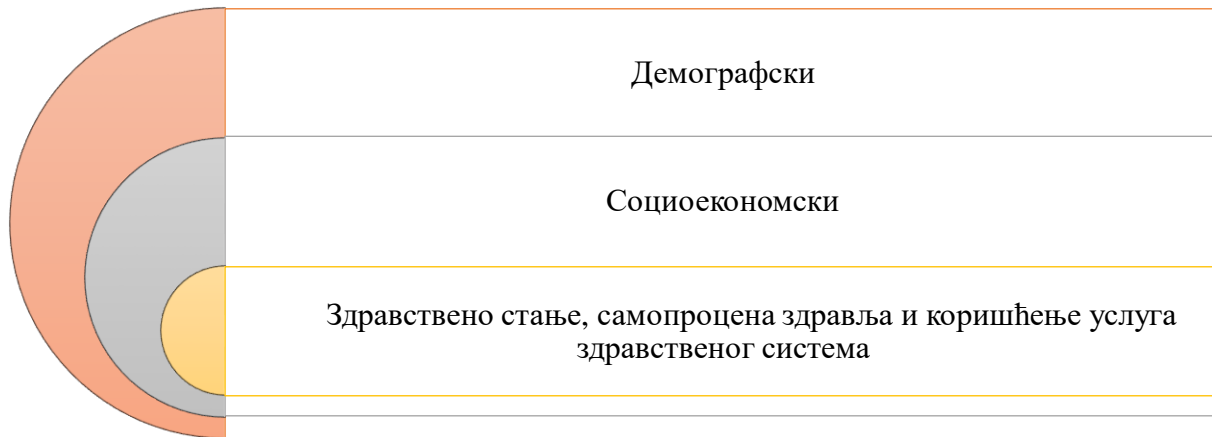 Демографски
Социоекономски
Здравствено стање, самопроцена здравља и коришћење услуга
здравственог система